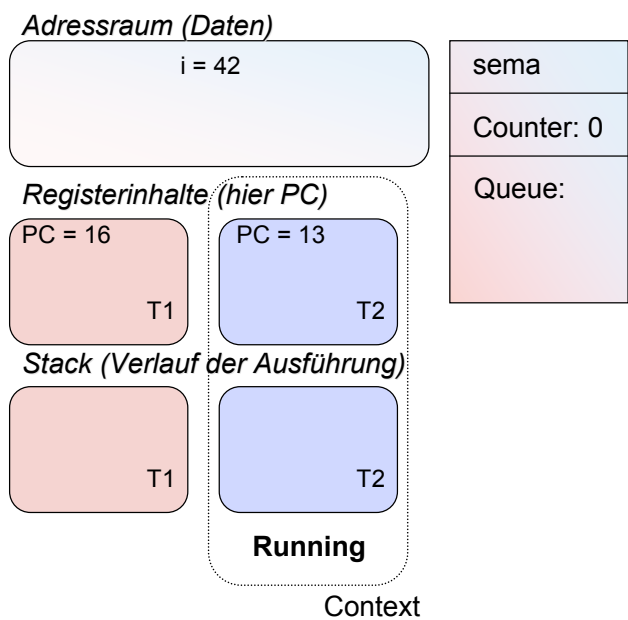 Adressraum (Daten)
i = 42
sema
Counter: 0
Queue:
Registerinhalte (hier PC)
PC = 16
PC = 13
T1
T2
Stack (Verlauf der Ausführung)
T1
T2
Running
Context